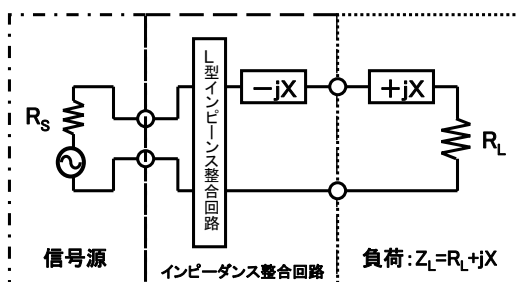 L型インピーンス整合回路
−jX
+jX
RS
RL
信号源
インピーダンス整合回路
負荷：ZL=RL+jX